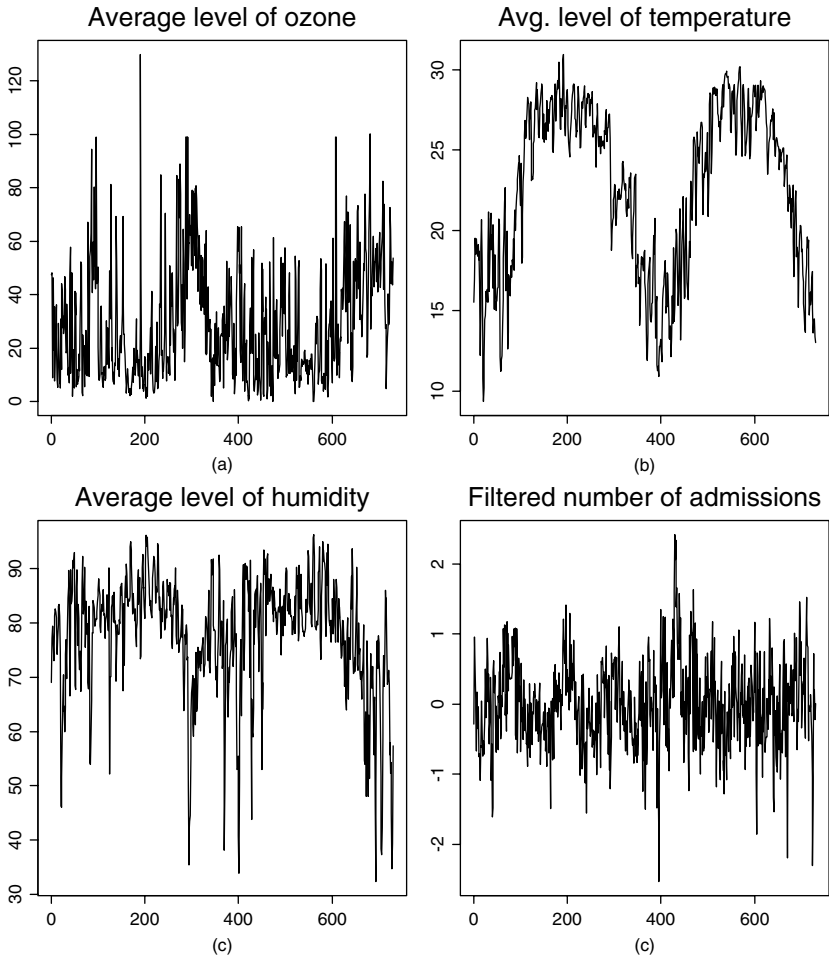 Average level of ozone
120
100
80
60
40
20
0
0 200 400 600
(a)
Avg. level of temperature
30
25
20
15
10
0 200 400 600
(b)
Average level of humidity
90
80
70
60
50
40
30
0 200 400 600
(c)
Filtered number of admissions
2
1
0
-1
-2
0 200 400 600
(c)